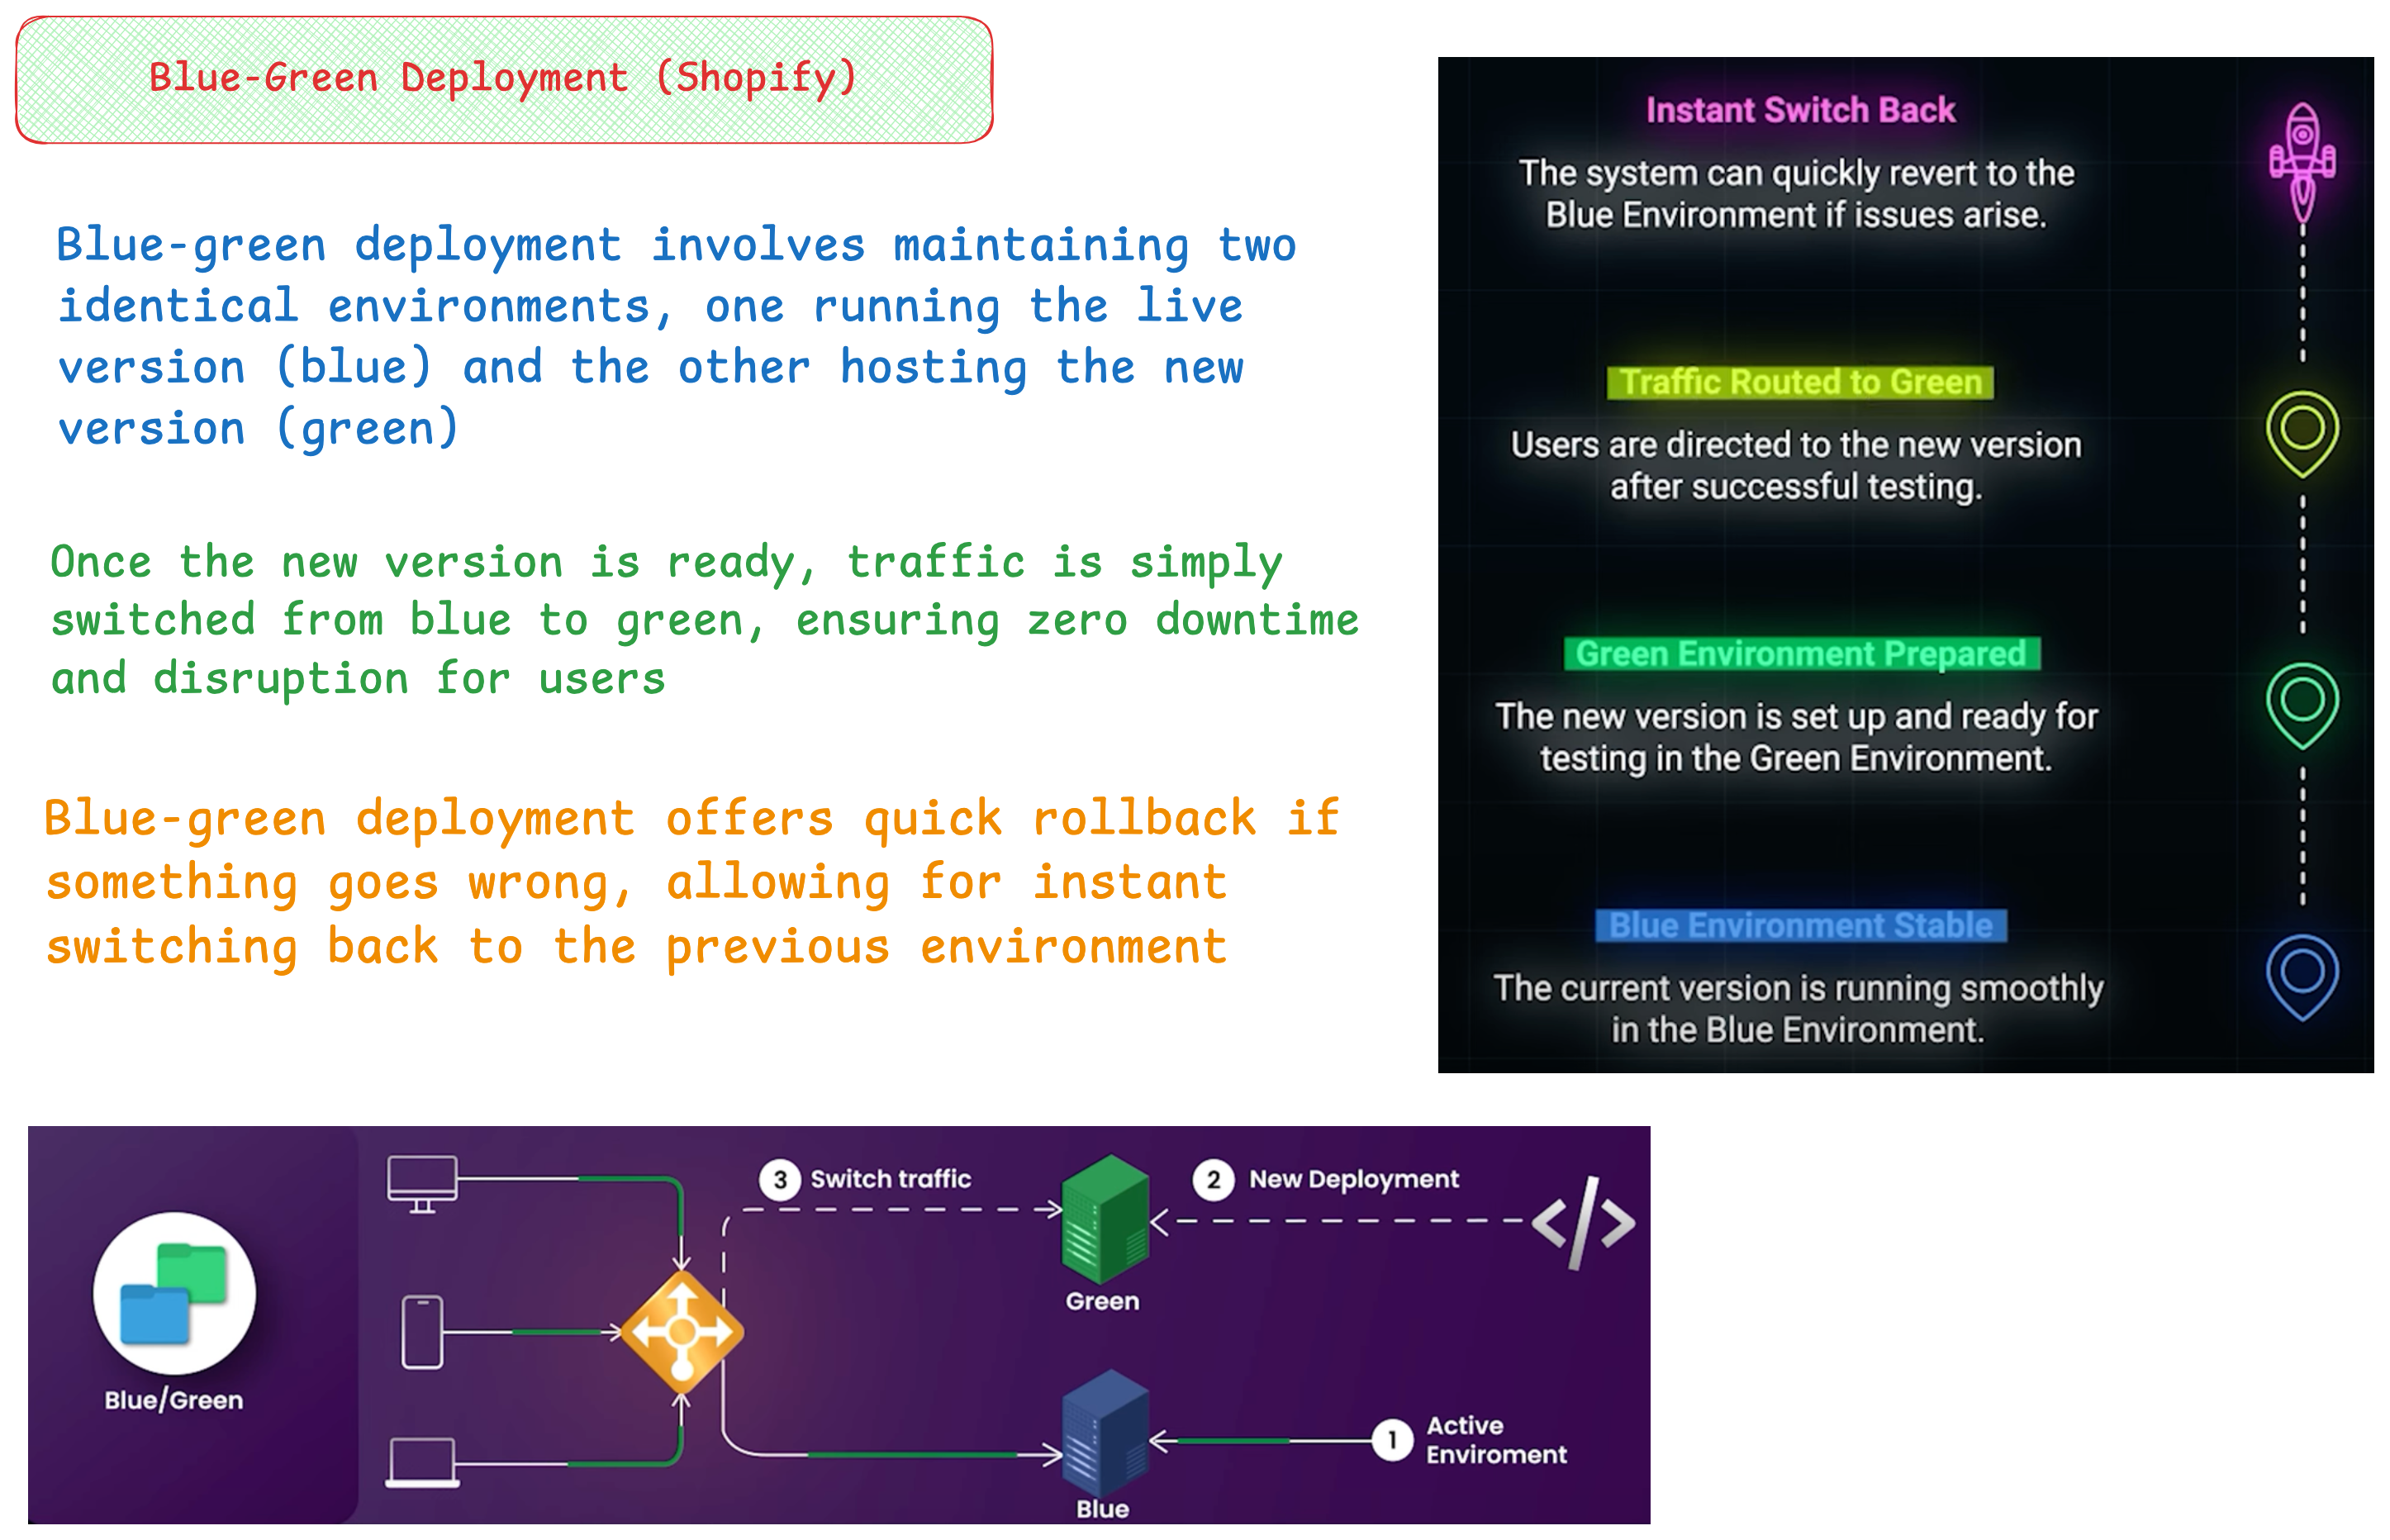 Blue-Green Deployment (Shopify)
Blue-green deployment involves maintaining two
identical environments, one running the live
version (blue) and the other hosting the new
version (green)
Once the new version is ready, traffic is simply
switched from blue to green, ensuring zero downtime
and disruption for users
Blue-green deployment offers quick rollback if
something goes wrong, allowing for instant
switching back to the previous environment
Instant Switch Back
The system can quickly revert to the
Blue Environment if issues arise.
Traffic Routed to Green
Users are directed to the new version
after successful testing.
Green Environment Prepared
The new version is set up and ready for
testing in the Green Environment.
Blue Environment Stable
The current version is running smoothly
in the Blue Environment.
Blue/Green
3 Switch traffic
2 New Deployment
</>
Green
1 Active
Enviroment
Blue